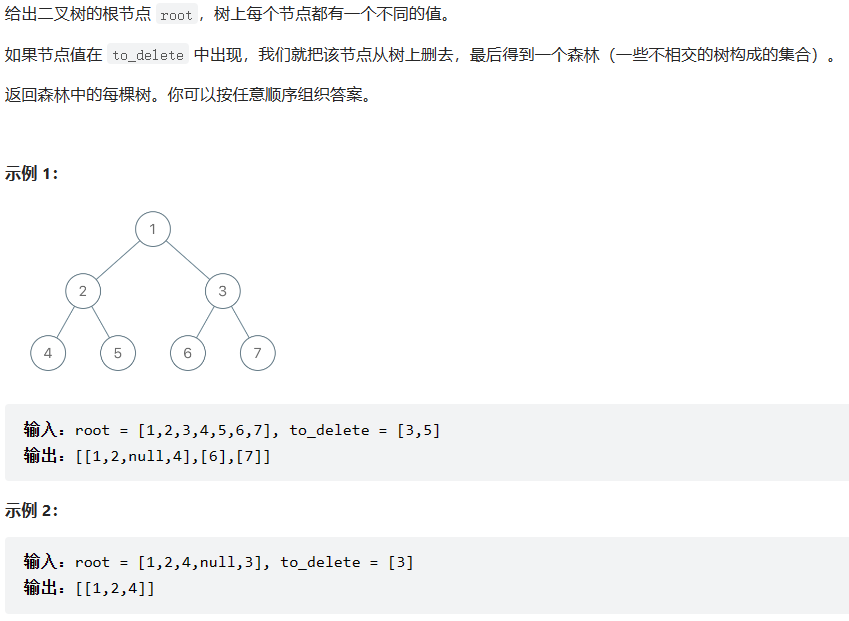 给出二叉树的根节点 root，树上每个节点都有一个不同的值。
如果节点值在 to_delete 中出现，我们就把该节点从树上删去，最后得到一个森林（一些不相交的树构成的集合）。
返回森林中的每棵树。你可以按任意顺序组织答案。
示例 1：
1
2 3
4 5 6 7
输入：root = [1,2,3,4,5,6,7], to_delete = [3,5]
输出：[[1,2,null,4],[6],[7]]
示例 2：
输入：root = [1,2,4,null,3], to_delete = [3]
输出：[[1,2,4]]